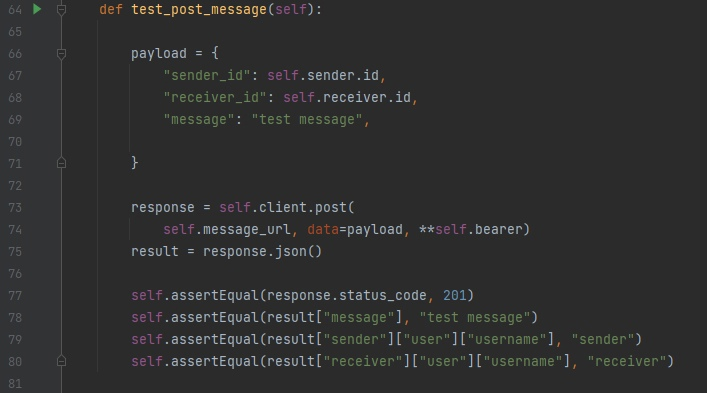 64 def test_post_message(self):
65
66 payload = {
67 "sender_id": self.sender.id,
68 "receiver_id": self.receiver.id,
69 "message": "test message",
70
71 }
72
73 response = self.client.post(
74 self.message_url, data=payload, **self.bearer)
75 result = response.json()
76
77 self.assertEqual(response.status_code, 201)
78 self.assertEqual(result["message"], "test message")
79 self.assertEqual(result["sender"]["user"]["username"], "sender")
80 self.assertEqual(result["receiver"]["user"]["username"], "receiver")
81